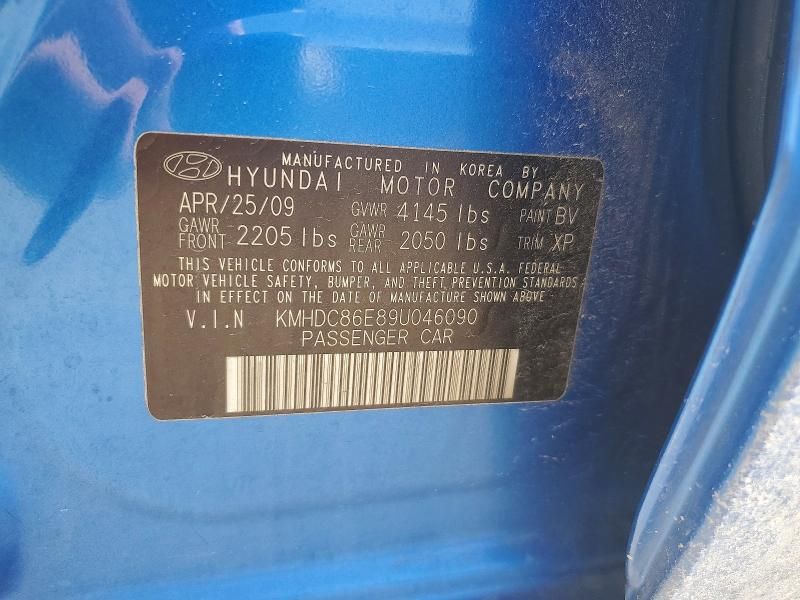 MANUFACTURED IN KOREA BY
HYUNDAI MOTOR COMPANY
APR/25/09 GVWR 4145 lbs PAINT BV
GAWR FRONT 2205 lbs GAWR REAR 2050 lbs TRIM XP
THIS VEHICLE CONFORMS TO ALL APPLICABLE U.S.A. FEDERAL
MOTOR VEHICLE SAFETY, BUMPER, AND THEFT PREVENTION STANDARDS
IN EFFECT ON THE DATE OF MANUFACTURE SHOWN ABOVE
V.I.N KMHDC86E89U046090
PASSENGER CAR